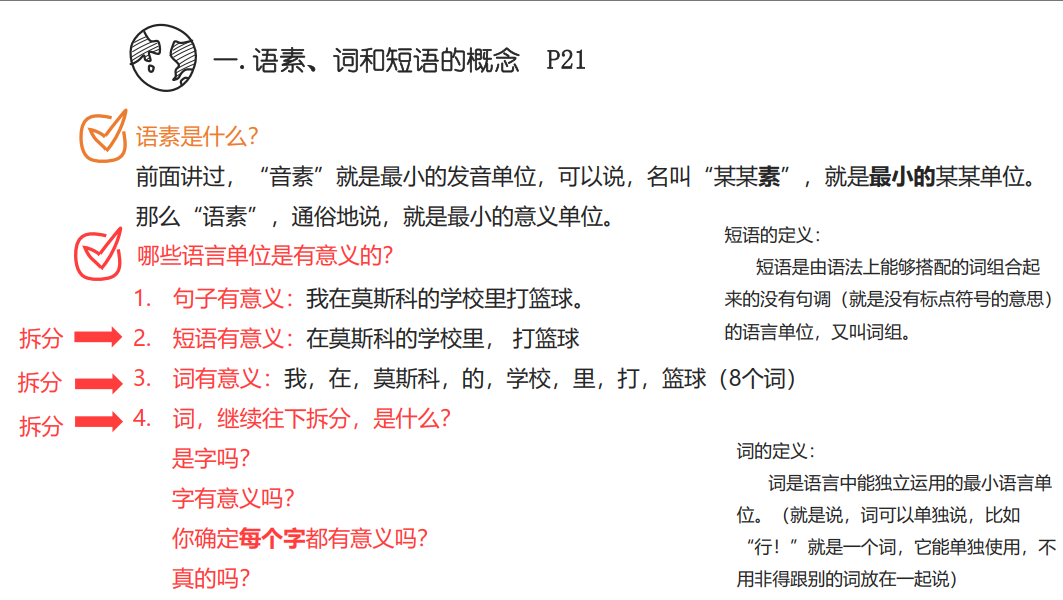 一.语素、词和短语的概念 P21
语素是什么？
前面讲过，“音素”就是最小的发音单位，可以说，名叫“某某素”，就是最小的某某单位。
那么“语素”，通俗地说，就是最小的意义单位。
哪些语言单位是有意义的？
1. 句子有意义：我在莫斯科的学校里打篮球。
拆分 2. 短语有意义：在莫斯科的学校里， 打篮球
拆分 3. 词有意义：我，在，莫斯科，的，学校，里，打，篮球（8个词）
拆分 4. 词，继续往下拆分，是什么？
是字吗？
字有意义吗？
你确定每个字都有意义吗？
真的吗？
短语的定义：
短语是由语法上能够搭配的词组合起
来的没有句调（就是没有标点符号的意思）
的语言单位，又叫词组。
词的定义：
词是语言中能独立运用的最小语言单
位。（就是说，词可以单独说，比如
“行！”就是一个词，它能单独使用，不
用非得跟别的词放在一起说）